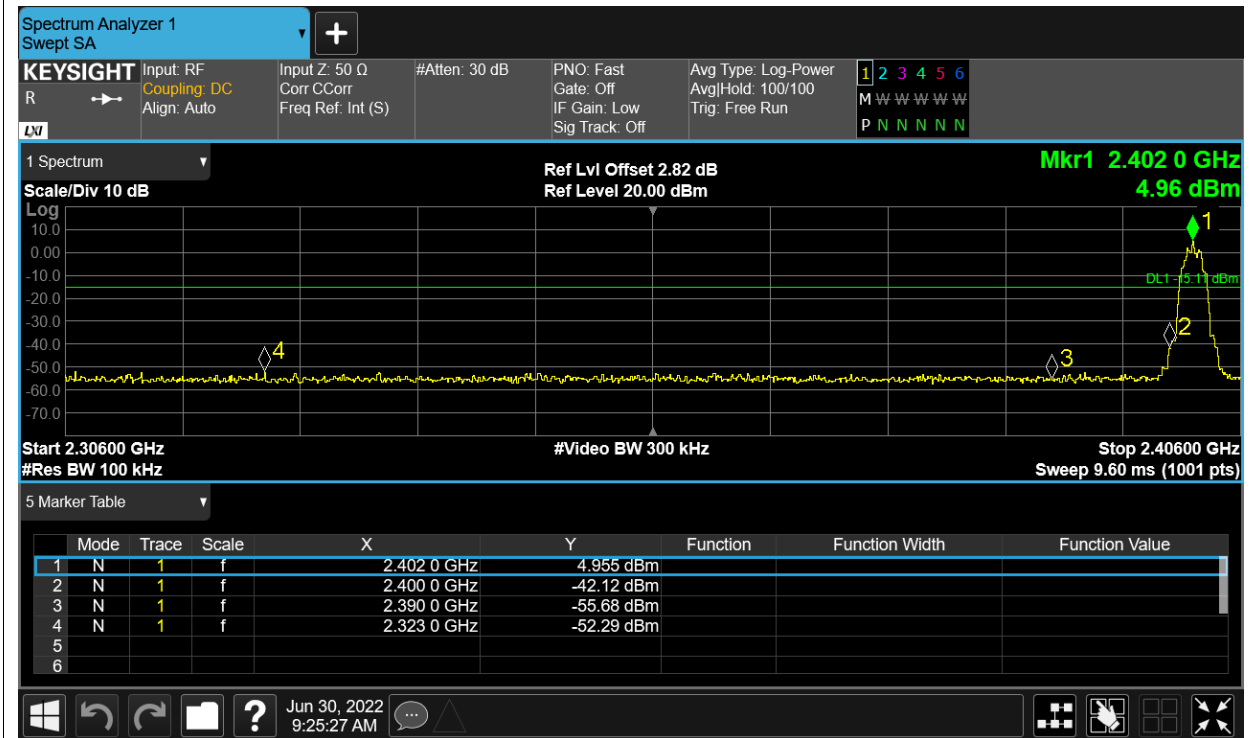 Spectrum Analyzer 1
Swept SA
KEYSIGHT
R
LXI
Input: RF
Coupling: DC
Align: Auto
Input Z: 50 Ω
Corr CCorr
Freq Ref: Int (S)
#Atten: 30 dB
PNO: Fast
Gate: Off
IF Gain: Low
Sig Track: Off
Avg Type: Log-Power
Avg|Hold: 100/100
Trig: Free Run
1 2 3 4 5 6
M W W W W W
P N N N N N
1 Spectrum
Scale/Div 10 dB
Ref Lvl Offset 2.82 dB
Ref Level 20.00 dBm
Mkr1 2.402 0 GHz
4.96 dBm
Log
10.0
0.00
-10.0
-20.0
-30.0
-40.0
-50.0
-60.0
-70.0
1
DL1 -15.11 dBm
2
3
4
Start 2.30600 GHz
#Video BW 300 kHz
Stop 2.40600 GHz
#Res BW 100 kHz
Sweep 9.60 ms (1001 pts)
5 Marker Table
Mode Trace Scale X Y Function Function Width Function Value
1 N 1 f 2.402 0 GHz 4.955 dBm
2 N 1 f 2.400 0 GHz -42.12 dBm
3 N 1 f 2.390 0 GHz -55.68 dBm
4 N 1 f 2.323 0 GHz -52.29 dBm
5
6
?
Jun 30, 2022
9:25:27 AM